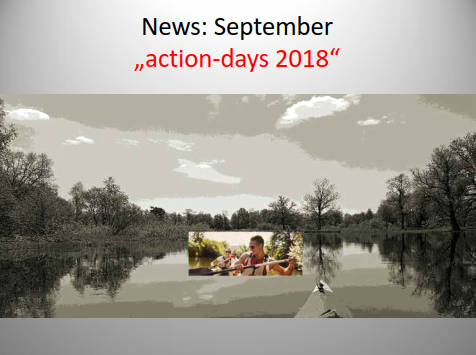 News: September
„action-days 2018“